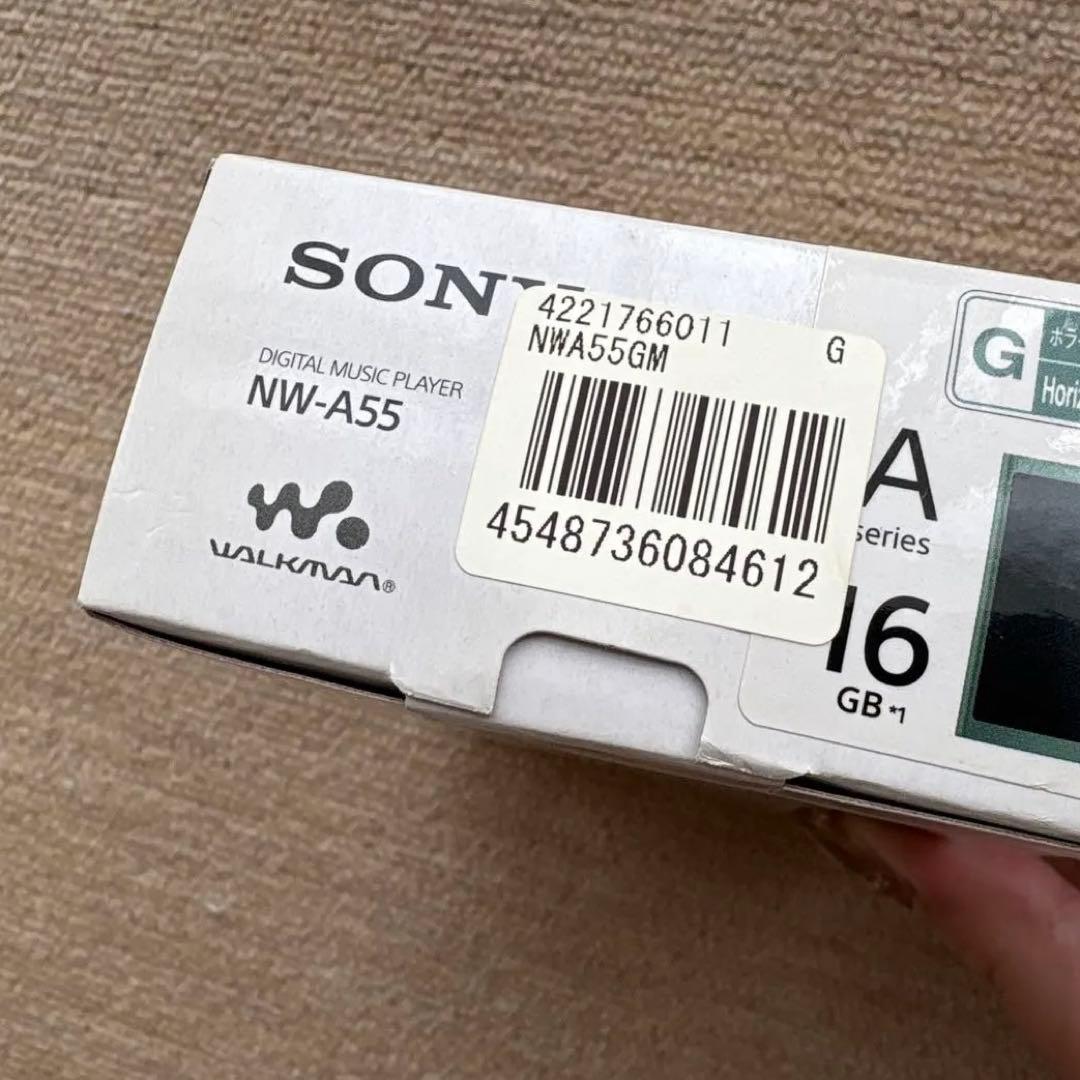 SONY
DIGITAL MUSIC PLAYER
NW-A55
WALKMAN®
4221766011 G
NWA55GM
4548736084612
G
A
series
16
GB *1